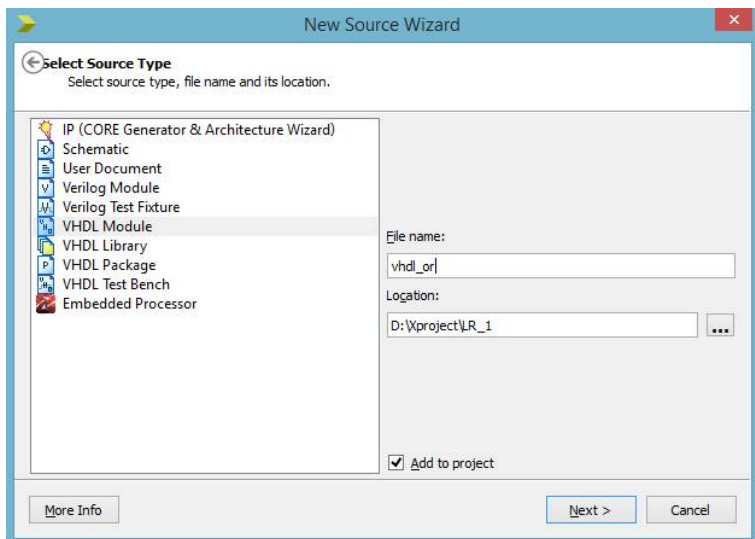 New Source Wizard
Select Source Type
Select source type, file name and its location.
IP (CORE Generator & Architecture Wizard)
Schematic
User Document
Verilog Module
Verilog Test Fixture
VHDL Module
VHDL Library
VHDL Package
VHDL Test Bench
Embedded Processor
File name:
vhdl_or
Location:
D:\Xproject\LR_1
...
Add to project
More Info
Next >
Cancel